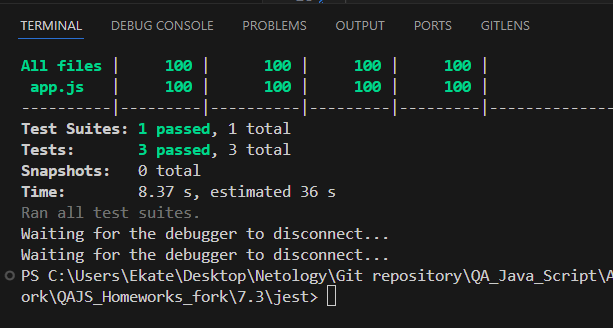 TERMINAL DEBUG CONSOLE PROBLEMS OUTPUT PORTS GITLENS
All files | 100 | 100 | 100 | 100 |
app.js | 100 | 100 | 100 | 100 |
----------|---------|----------|---------|---------|-------------------
Test Suites: 1 passed, 1 total
Tests: 3 passed, 3 total
Snapshots: 0 total
Time: 8.37 s, estimated 36 s
Ran all test suites.
Waiting for the debugger to disconnect...
Waiting for the debugger to disconnect...
PS C:\Users\Ekate\Desktop\Netology\Git repository\QA_Java_Script\A
ork\QAJS_Homeworks_fork\7.3\jest>